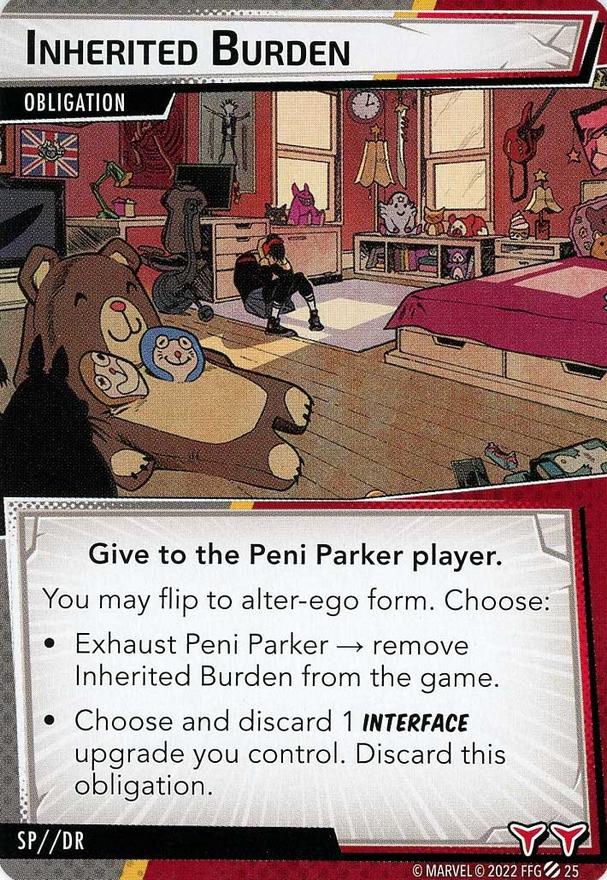 INHERITED BURDEN
OBLIGATION
Give to the Peni Parker player.
You may flip to alter-ego form. Choose:
• Exhaust Peni Parker → remove
Inherited Burden from the game.
• Choose and discard 1 INTERFACE
upgrade you control. Discard this
obligation.
SP//DR
© MARVEL © 2022 FFG 25